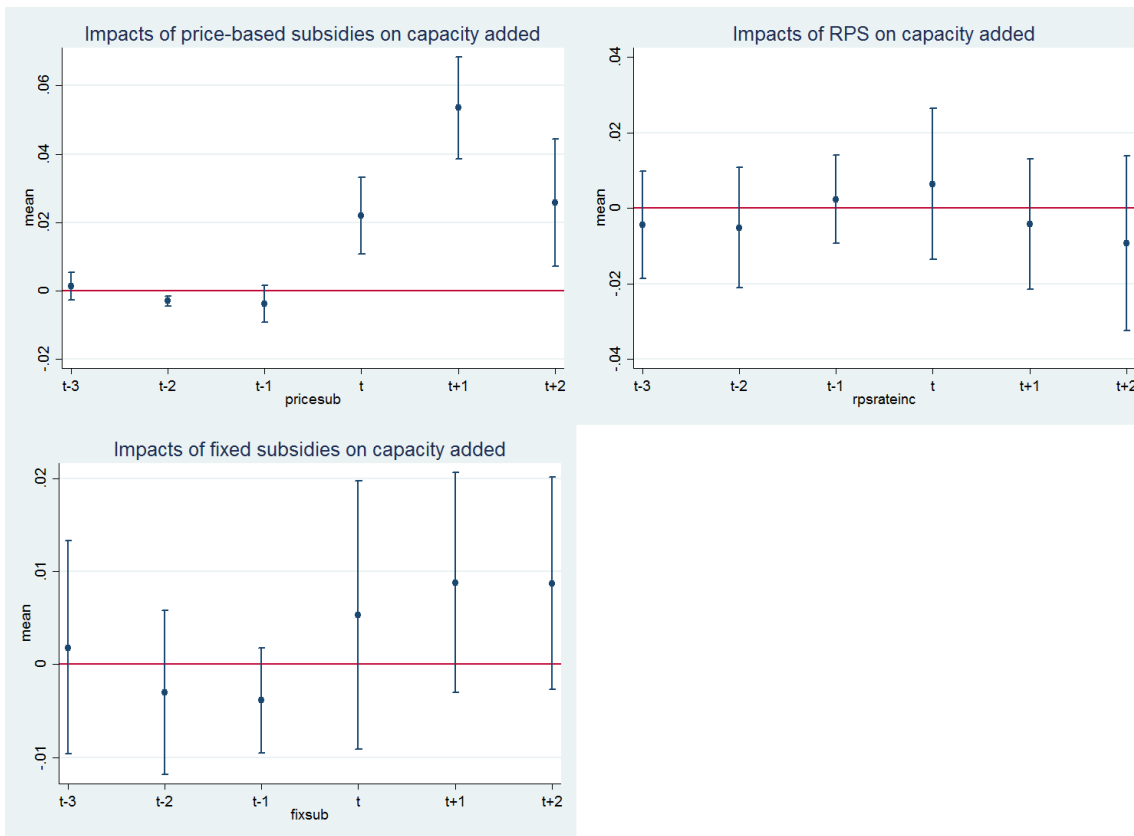 Impacts of price-based subsidies on capacity added
mean
.06
.04
.02
0
-.02
t-3 t-2 t-1 t t+1 t+2
pricesub
Impacts of RPS on capacity added
mean
.04
.02
0
-.02
-.04
t-3 t-2 t-1 t t+1 t+2
rpsrateinc
Impacts of fixed subsidies on capacity added
mean
.02
.01
0
-.01
t-3 t-2 t-1 t t+1 t+2
fixsub